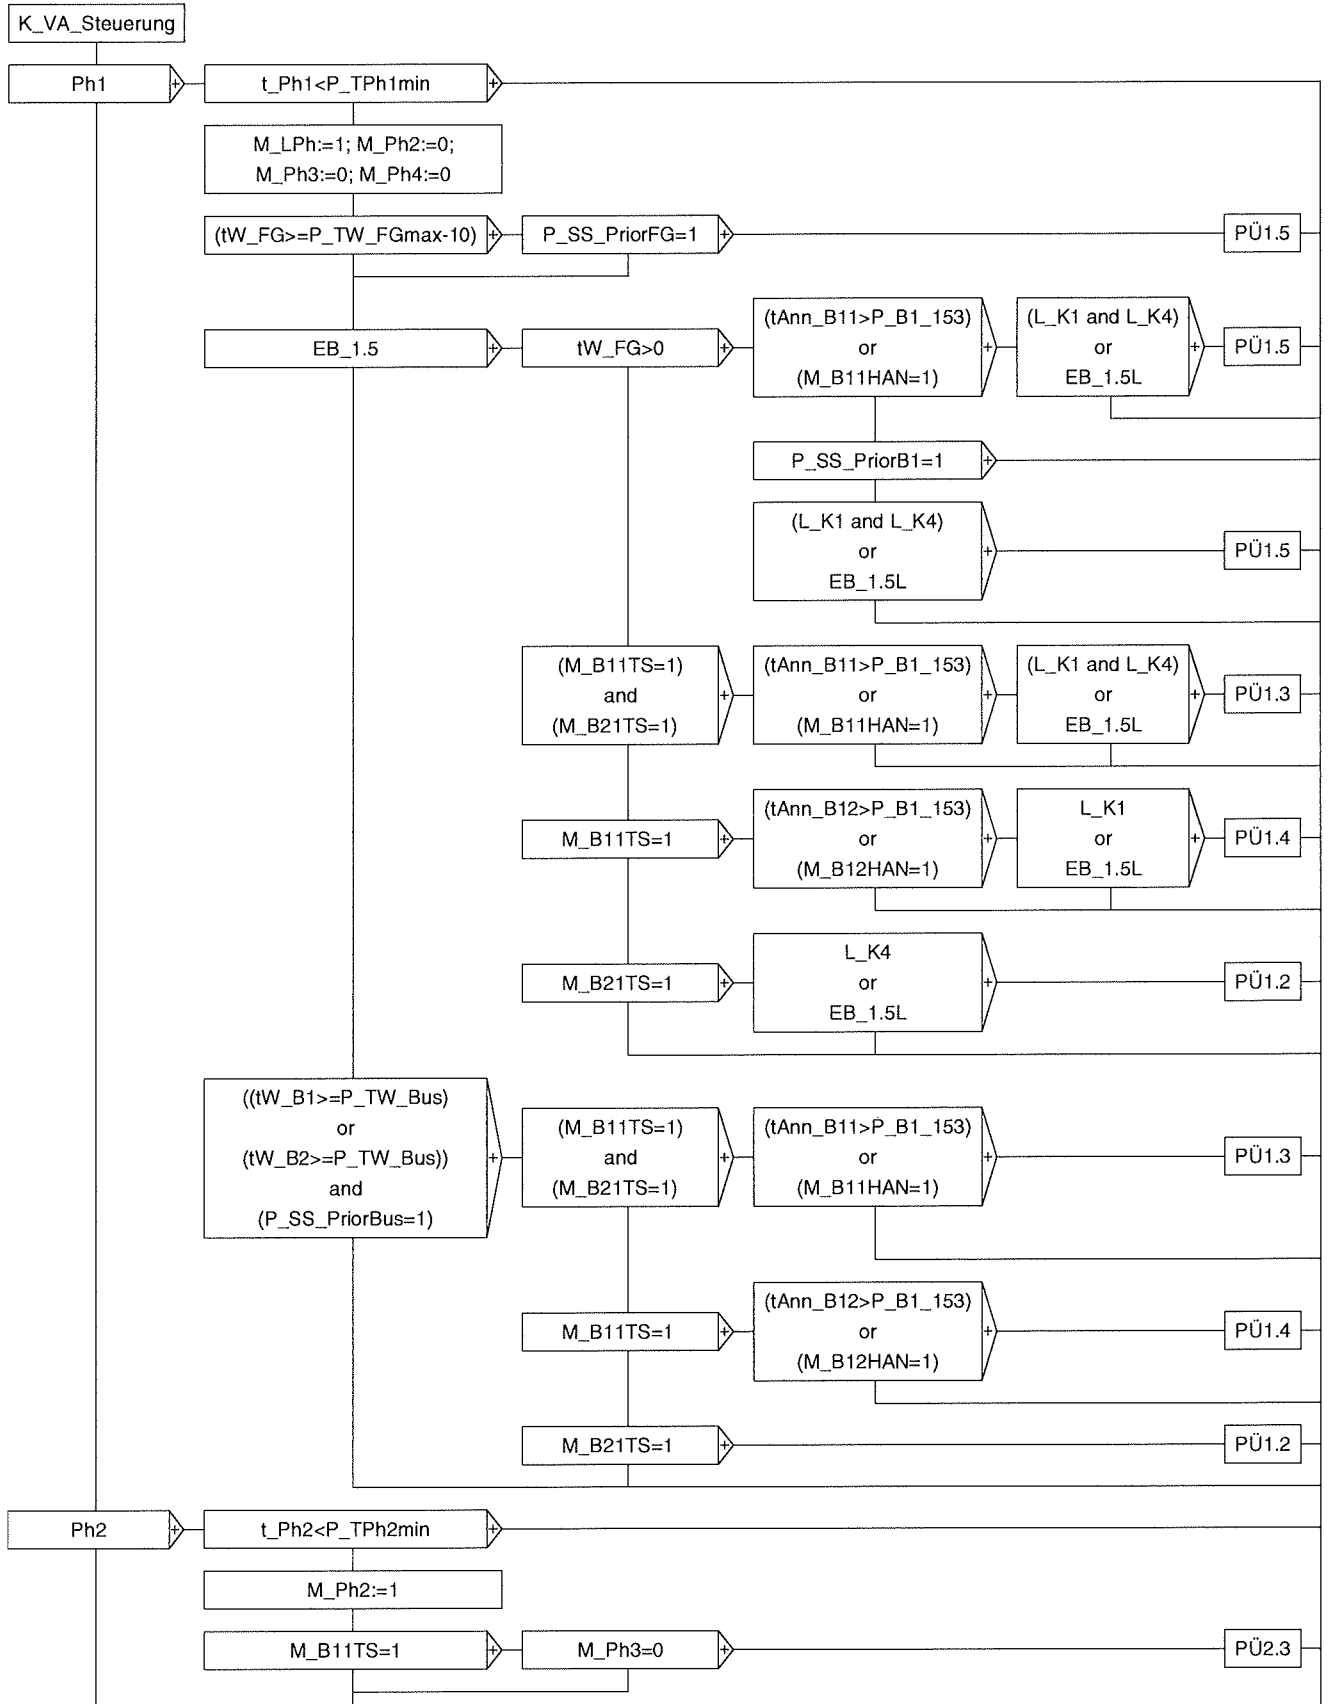 K_VA_Steuerung
Ph1
+
t_Ph1<P_TPh1min
+
M_LPh:=1; M_Ph2:=0;
M_Ph3:=0; M_Ph4:=0
(tW_FG>=P_TW_FGmax-10)
+
P_SS_PriorFG=1
+
PÜ1.5
EB_1.5
+
tW_FG>0
+
(tAnn_B11>P_B1_153)
or
(M_B11HAN=1)
+
(L_K1 and L_K4)
or
EB_1.5L
+
PÜ1.5
P_SS_PriorB1=1
+
(L_K1 and L_K4)
or
EB_1.5L
+
PÜ1.5
(M_B11TS=1)
and
(M_B21TS=1)
+
(tAnn_B11>P_B1_153)
or
(M_B11HAN=1)
+
(L_K1 and L_K4)
or
EB_1.5L
+
PÜ1.3
M_B11TS=1
+
(tAnn_B12>P_B1_153)
or
(M_B12HAN=1)
+
L_K1
or
EB_1.5L
+
PÜ1.4
M_B21TS=1
+
L_K4
or
EB_1.5L
+
PÜ1.2
((tW_B1>=P_TW_Bus)
or
(tW_B2>=P_TW_Bus))
and
(P_SS_PriorBus=1)
+
(M_B11TS=1)
and
(M_B21TS=1)
+
(tAnn_B11>P_B1_153)
or
(M_B11HAN=1)
+
PÜ1.3
M_B11TS=1
+
(tAnn_B12>P_B1_153)
or
(M_B12HAN=1)
+
PÜ1.4
M_B21TS=1
+
PÜ1.2
Ph2
+
t_Ph2<P_TPh2min
+
M_Ph2:=1
M_B11TS=1
+
M_Ph3=0
+
PÜ2.3